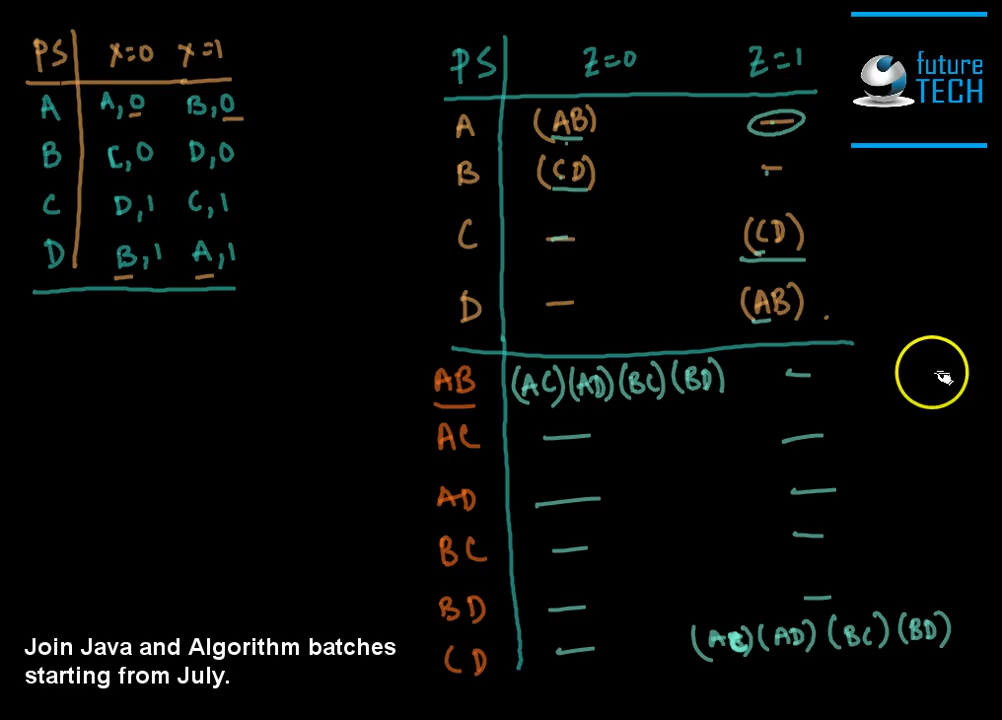 PS X=0 X=1
A A,0 B,0
B C,0 D,0
C D,1 C,1
D B,1 A,1
future
TECH
PS Z=0 Z=1
A (AB) —
B (CD) -
C — (CD)
D — (AB) .
AB (AC)(AD)(BC)(BD) -
AC — —
AD — —
BC — —
BD — —
CD — (AC)(AD)(BC)(BD)
Join Java and Algorithm batches
starting from July.